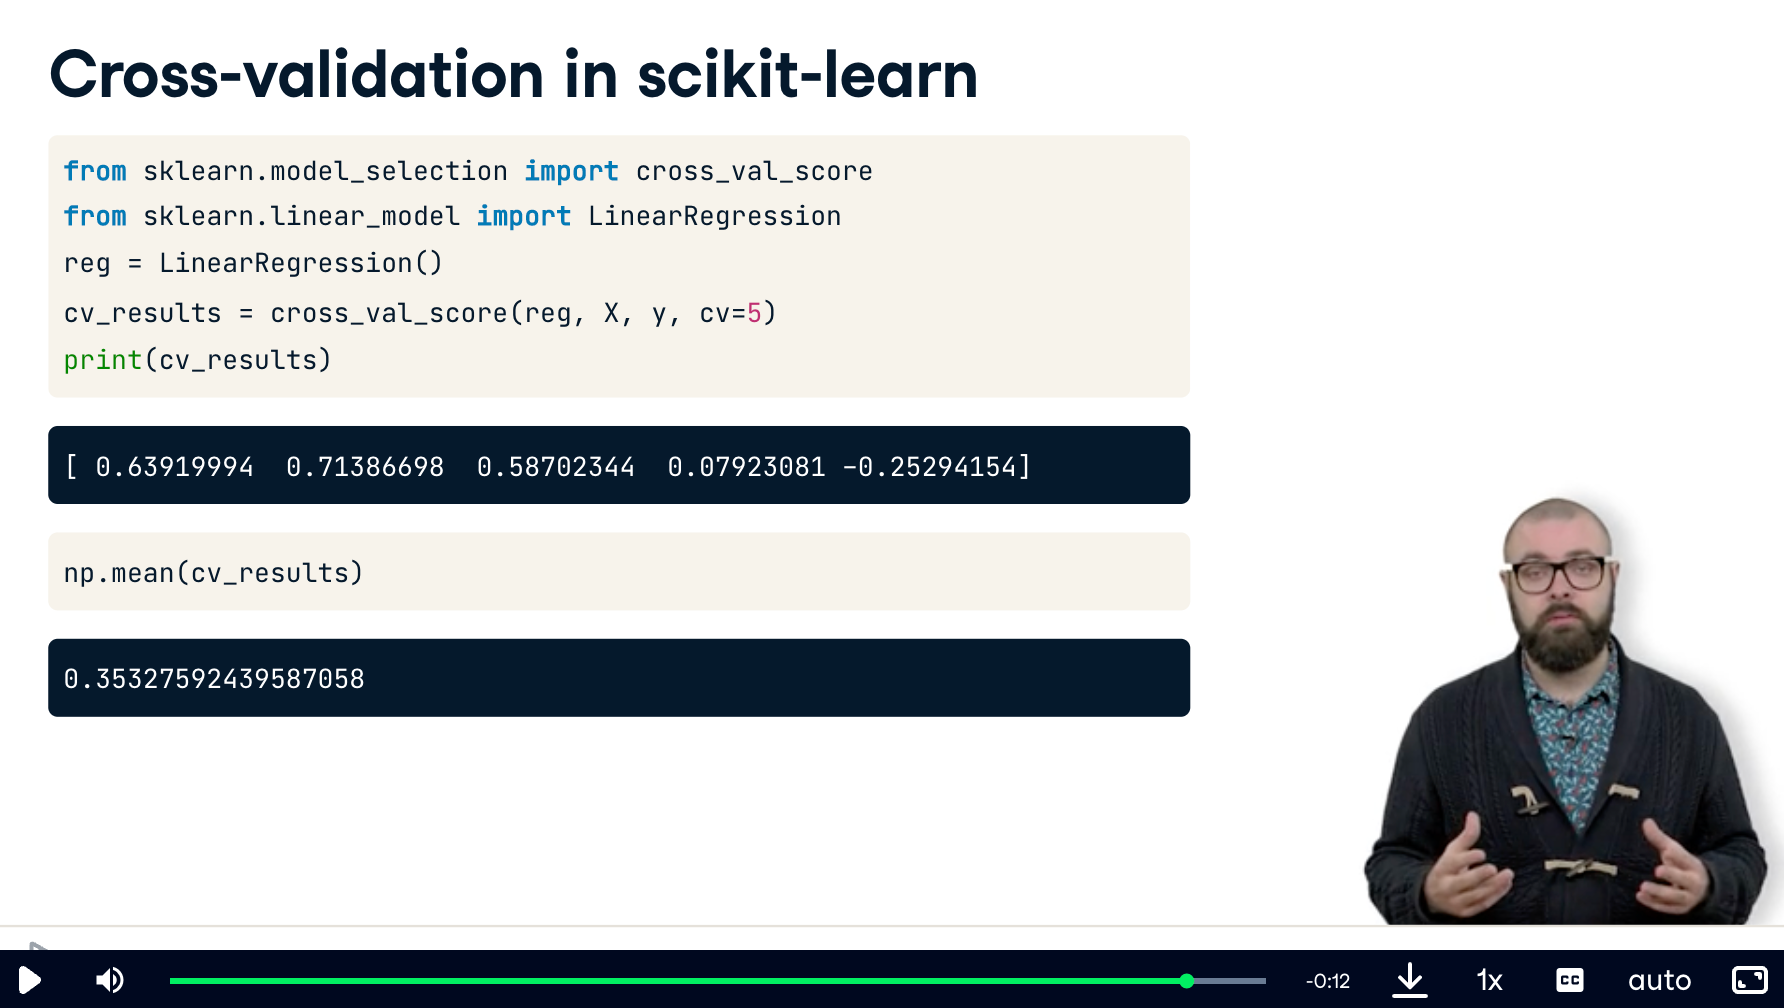 Cross-validation in scikit-learn
from sklearn.model_selection import cross_val_score
from sklearn.linear_model import LinearRegression
reg = LinearRegression()
cv_results = cross_val_score(reg, X, y, cv=5)
print(cv_results)
[ 0.63919994  0.71386698  0.58702344  0.07923081 -0.25294154]
np.mean(cv_results)
0.35327592439587058
-0:12
1x
CC
auto